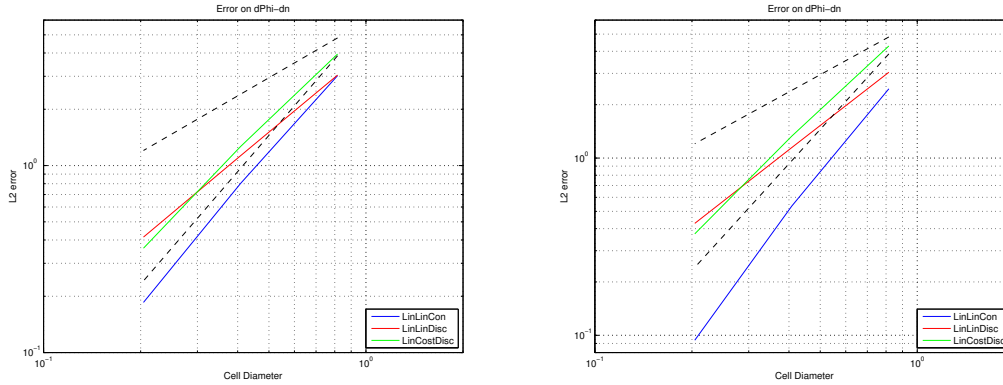 Error on dPhi-dn
10^0
10^-1
L2 error
10^-1
10^0
Cell Diameter
LinLinCon
LinLinDisc
LinCostDisc
Error on dPhi-dn
10^0
10^-1
L2 error
10^-1
10^0
Cell Diameter
LinLinCon
LinLinDisc
LinCostDisc